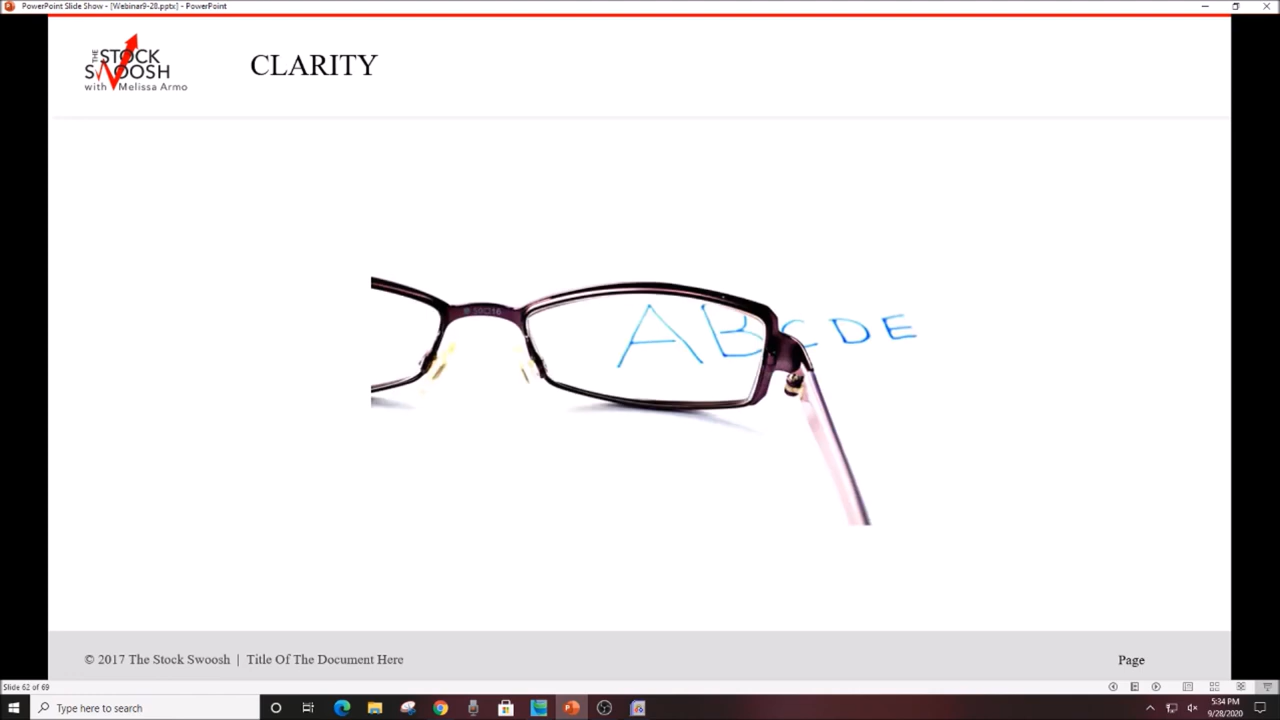 PowerPoint Slide Show - [Webinar9-28.pptx] - PowerPoint
THE
STOCK
SWOOSH
with Melissa Armo
CLARITY
A B C D E
© 2017 The Stock Swoosh | Title Of The Document Here
Page
Slide 62 of 69
Type here to search
5:34 PM
9/28/2020